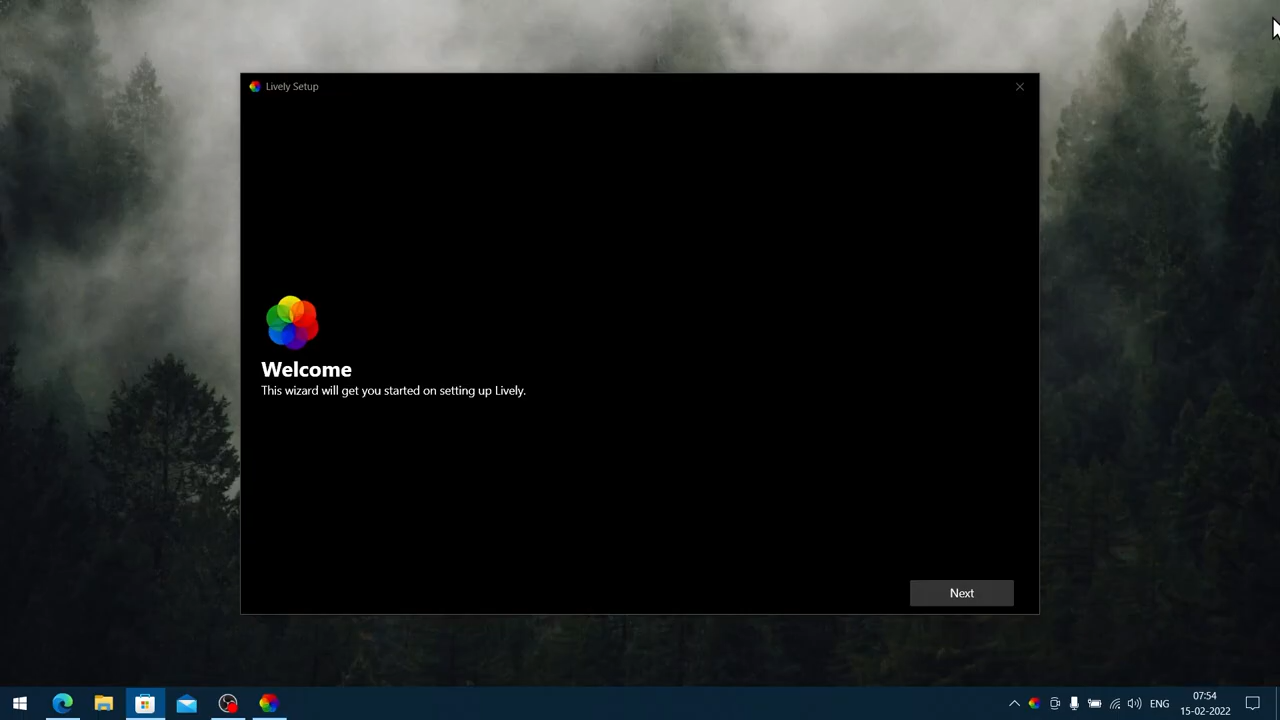 Lively Setup
Welcome
This wizard will get you started on setting up Lively.
Next
ENG
07:54
15-02-2022